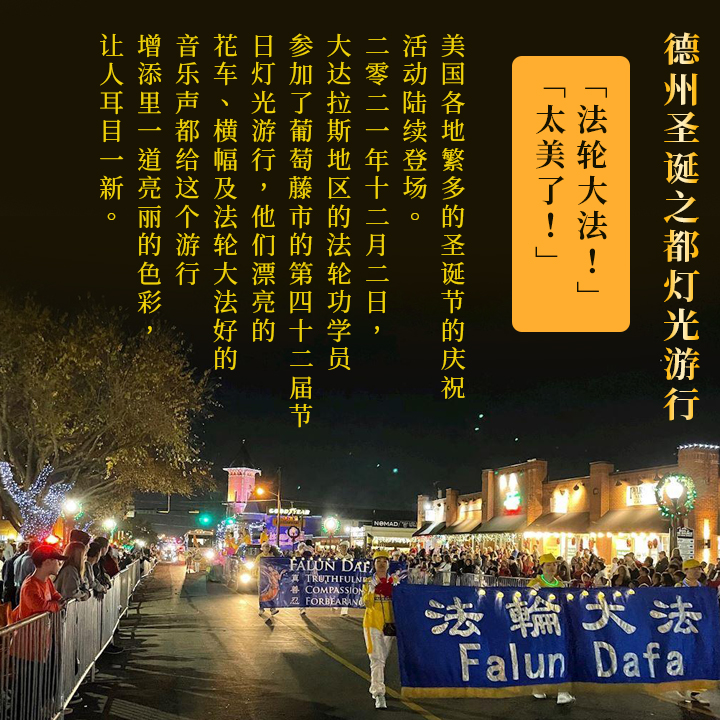 德州圣诞之都灯光游行
「法轮大法！」
「太美了！」
美国各地繁多的圣诞节的庆祝
活动陆续登场。
二零二一年十二月二日，
大达拉斯地区的法轮功学员
参加了葡萄藤市的第四十二届节
日灯光游行，他们漂亮的
花车、横幅及法轮大法好的
音乐声都给这个游行
增添里一道亮丽的色彩，
让人耳目一新。
GOODYEAR
NOMAD
FALUN DAFA
真 TRUTHFULNESS
善 COMPASSION
忍 FORBEARANCE
法輪大法
Falun Dafa